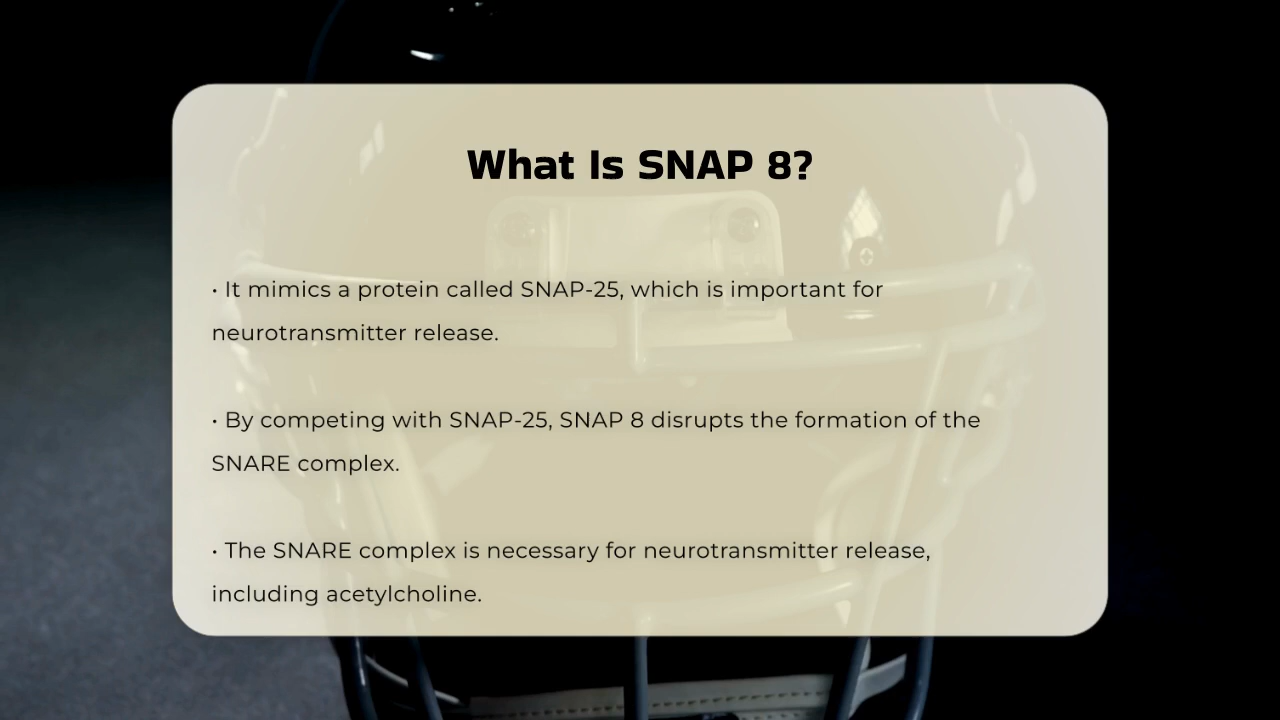 What Is SNAP 8?
• It mimics a protein called SNAP-25, which is important for
neurotransmitter release.
• By competing with SNAP-25, SNAP 8 disrupts the formation of the
SNARE complex.
• The SNARE complex is necessary for neurotransmitter release,
including acetylcholine.